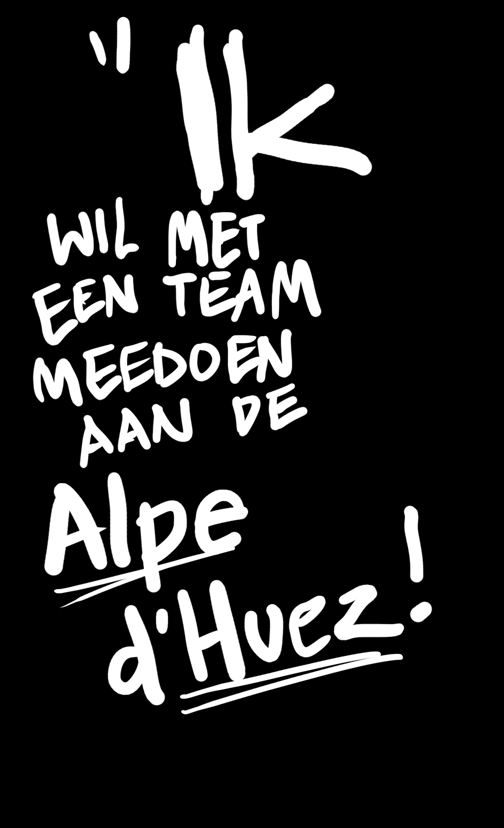 "Ik
WIL MET
EEN TEAM
MEEDOEN
AAN DE
Alpe
d'Huez!